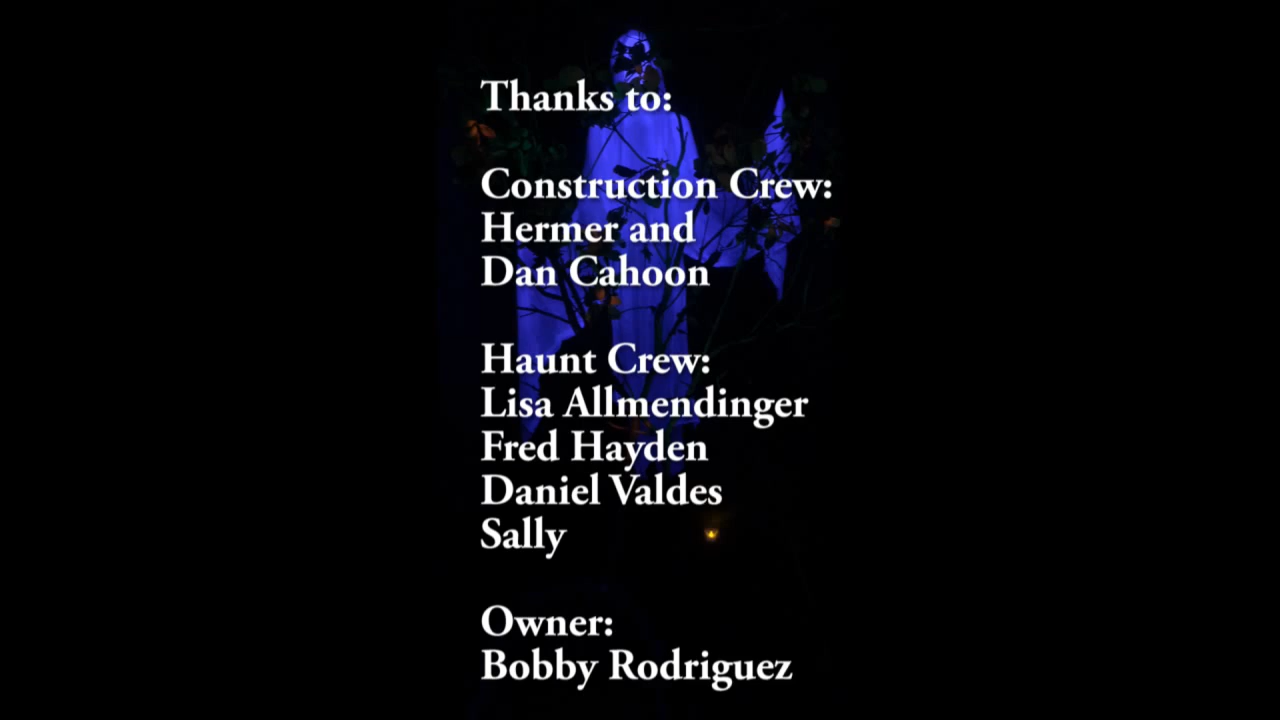 Thanks to:
Construction Crew:
Hermer and
Dan Cahoon
Haunt Crew:
Lisa Allmendinger
Fred Hayden
Daniel Valdes
Sally
Owner:
Bobby Rodriguez